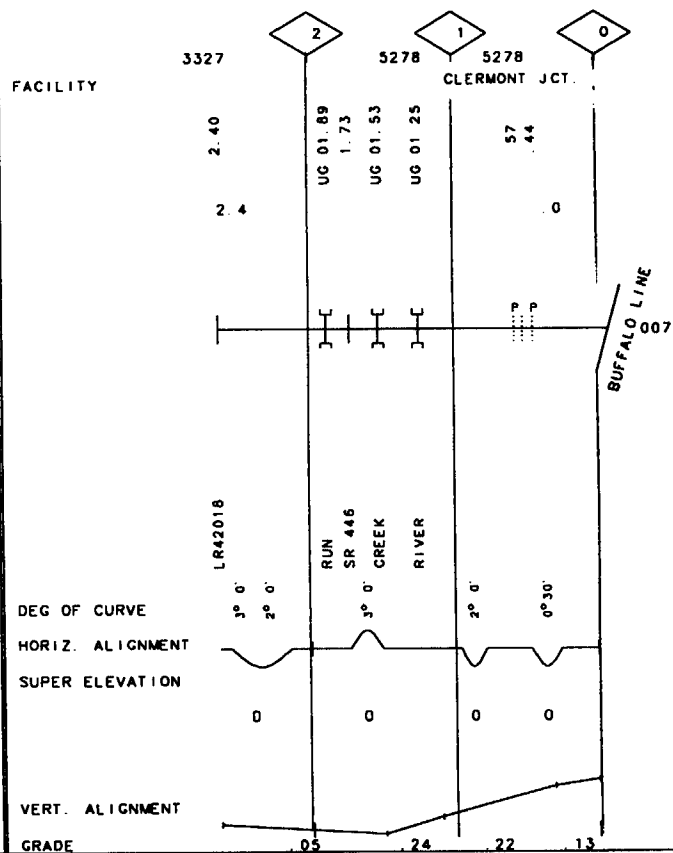 2 1 0
3327 5278 5278
FACILITY CLERMONT JCT.
2.40 UG 01.89 1.73 UG 01.53 UG 01 25 57 .44
2.4 .0
P P
BUFFALO LINE 007
LR42018 RUN SR 446 CREEK RIVER
DEG OF CURVE 3° 0' 2° 0' 3° 0' 2° 0' 0° 30'
HORIZ. ALIGNMENT
SUPER ELEVATION
0 0 0 0
VERT. ALIGNMENT
GRADE .05 .24 .22 .13